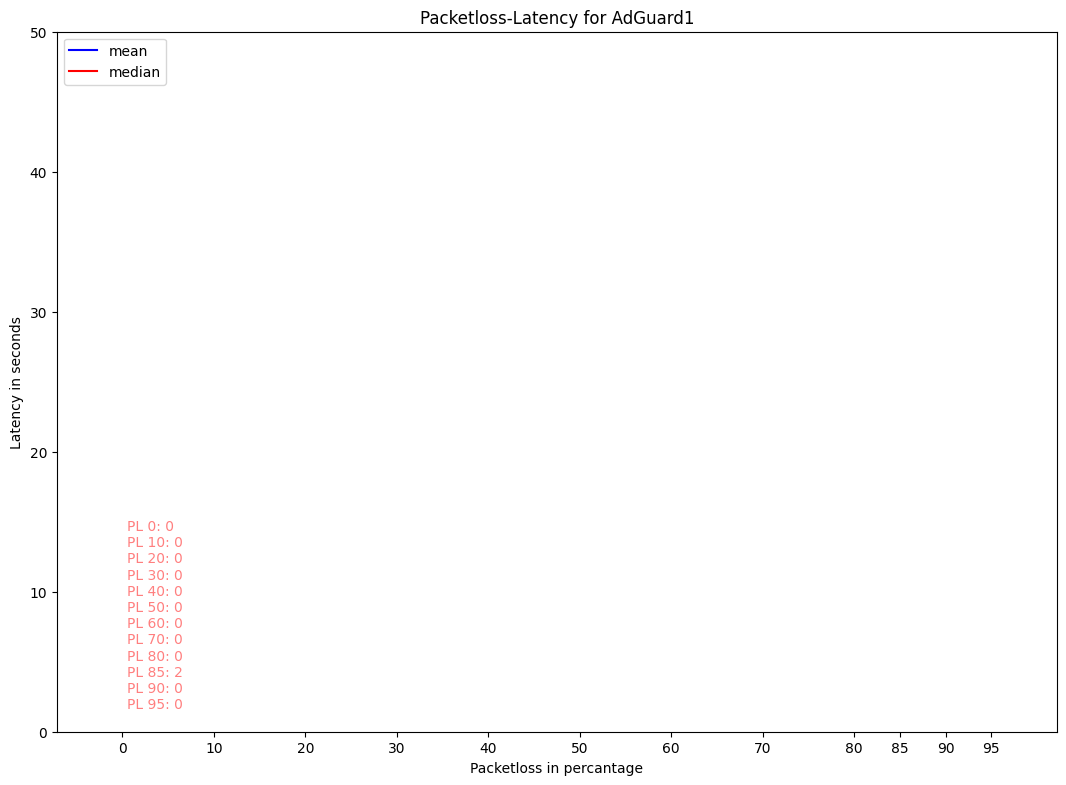 Packetloss-Latency for AdGuard1
mean
median
50
40
30
20
10
0
Latency in seconds
PL 0: 0
PL 10: 0
PL 20: 0
PL 30: 0
PL 40: 0
PL 50: 0
PL 60: 0
PL 70: 0
PL 80: 0
PL 85: 2
PL 90: 0
PL 95: 0
0 10 20 30 40 50 60 70 80 85 90 95
Packetloss in percantage